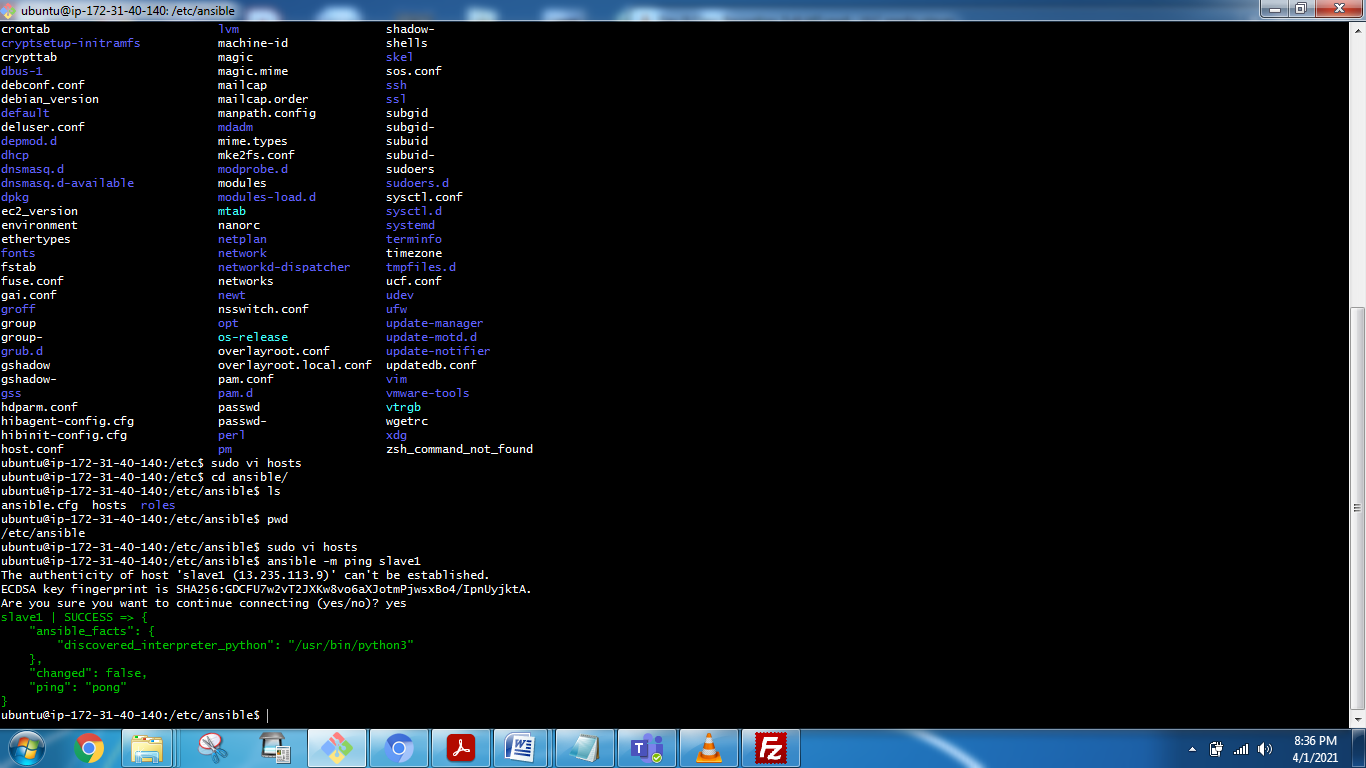 ubuntu@ip-172-31-40-140: /etc/ansible
crontab lvm shadow-
cryptsetup-initramfs machine-id shells
crypttab magic skel
dbus-1 magic.mime sos.conf
debconf.conf mailcap ssh
debian_version mailcap.order ssl
default manpath.config subgid
deluser.conf mdadm subgid-
depmod.d mime.types subuid
dhcp mke2fs.conf subuid-
dnsmasq.d modprobe.d sudoers
dnsmasq.d-available modules sudoers.d
dpkg modules-load.d sysctl.conf
ec2_version mtab sysctl.d
environment nanorc systemd
ethertypes netplan terminfo
fonts network timezone
fstab networkd-dispatcher tmpfiles.d
fuse.conf networks ucf.conf
gai.conf newt udev
groff nsswitch.conf ufw
group opt update-manager
group- os-release update-motd.d
grub.d overlayroot.conf update-notifier
gshadow overlayroot.local.conf updatedb.conf
gshadow- pam.conf vim
gss pam.d vmware-tools
hdparm.conf passwd vtrgb
hibagent-config.cfg passwd- wgetrc
hibinit-config.cfg perl xdg
host.conf pm zsh_command_not_found
ubuntu@ip-172-31-40-140:/etc$ sudo vi hosts
ubuntu@ip-172-31-40-140:/etc$ cd ansible/
ubuntu@ip-172-31-40-140:/etc/ansible$ ls
ansible.cfg hosts roles
ubuntu@ip-172-31-40-140:/etc/ansible$ pwd
/etc/ansible
ubuntu@ip-172-31-40-140:/etc/ansible$ sudo vi hosts
ubuntu@ip-172-31-40-140:/etc/ansible$ ansible -m ping slave1
The authenticity of host 'slave1 (13.235.113.9)' can't be established.
ECDSA key fingerprint is SHA256:GDCFU7w2vT2JXKw8vo6aXJotmPjwsxBo4/IpnUyjktA.
Are you sure you want to continue connecting (yes/no)? yes
slave1 | SUCCESS => {
    "ansible_facts": {
        "discovered_interpreter_python": "/usr/bin/python3"
    },
    "changed": false,
    "ping": "pong"
}
ubuntu@ip-172-31-40-140:/etc/ansible$
8:36 PM
4/1/2021